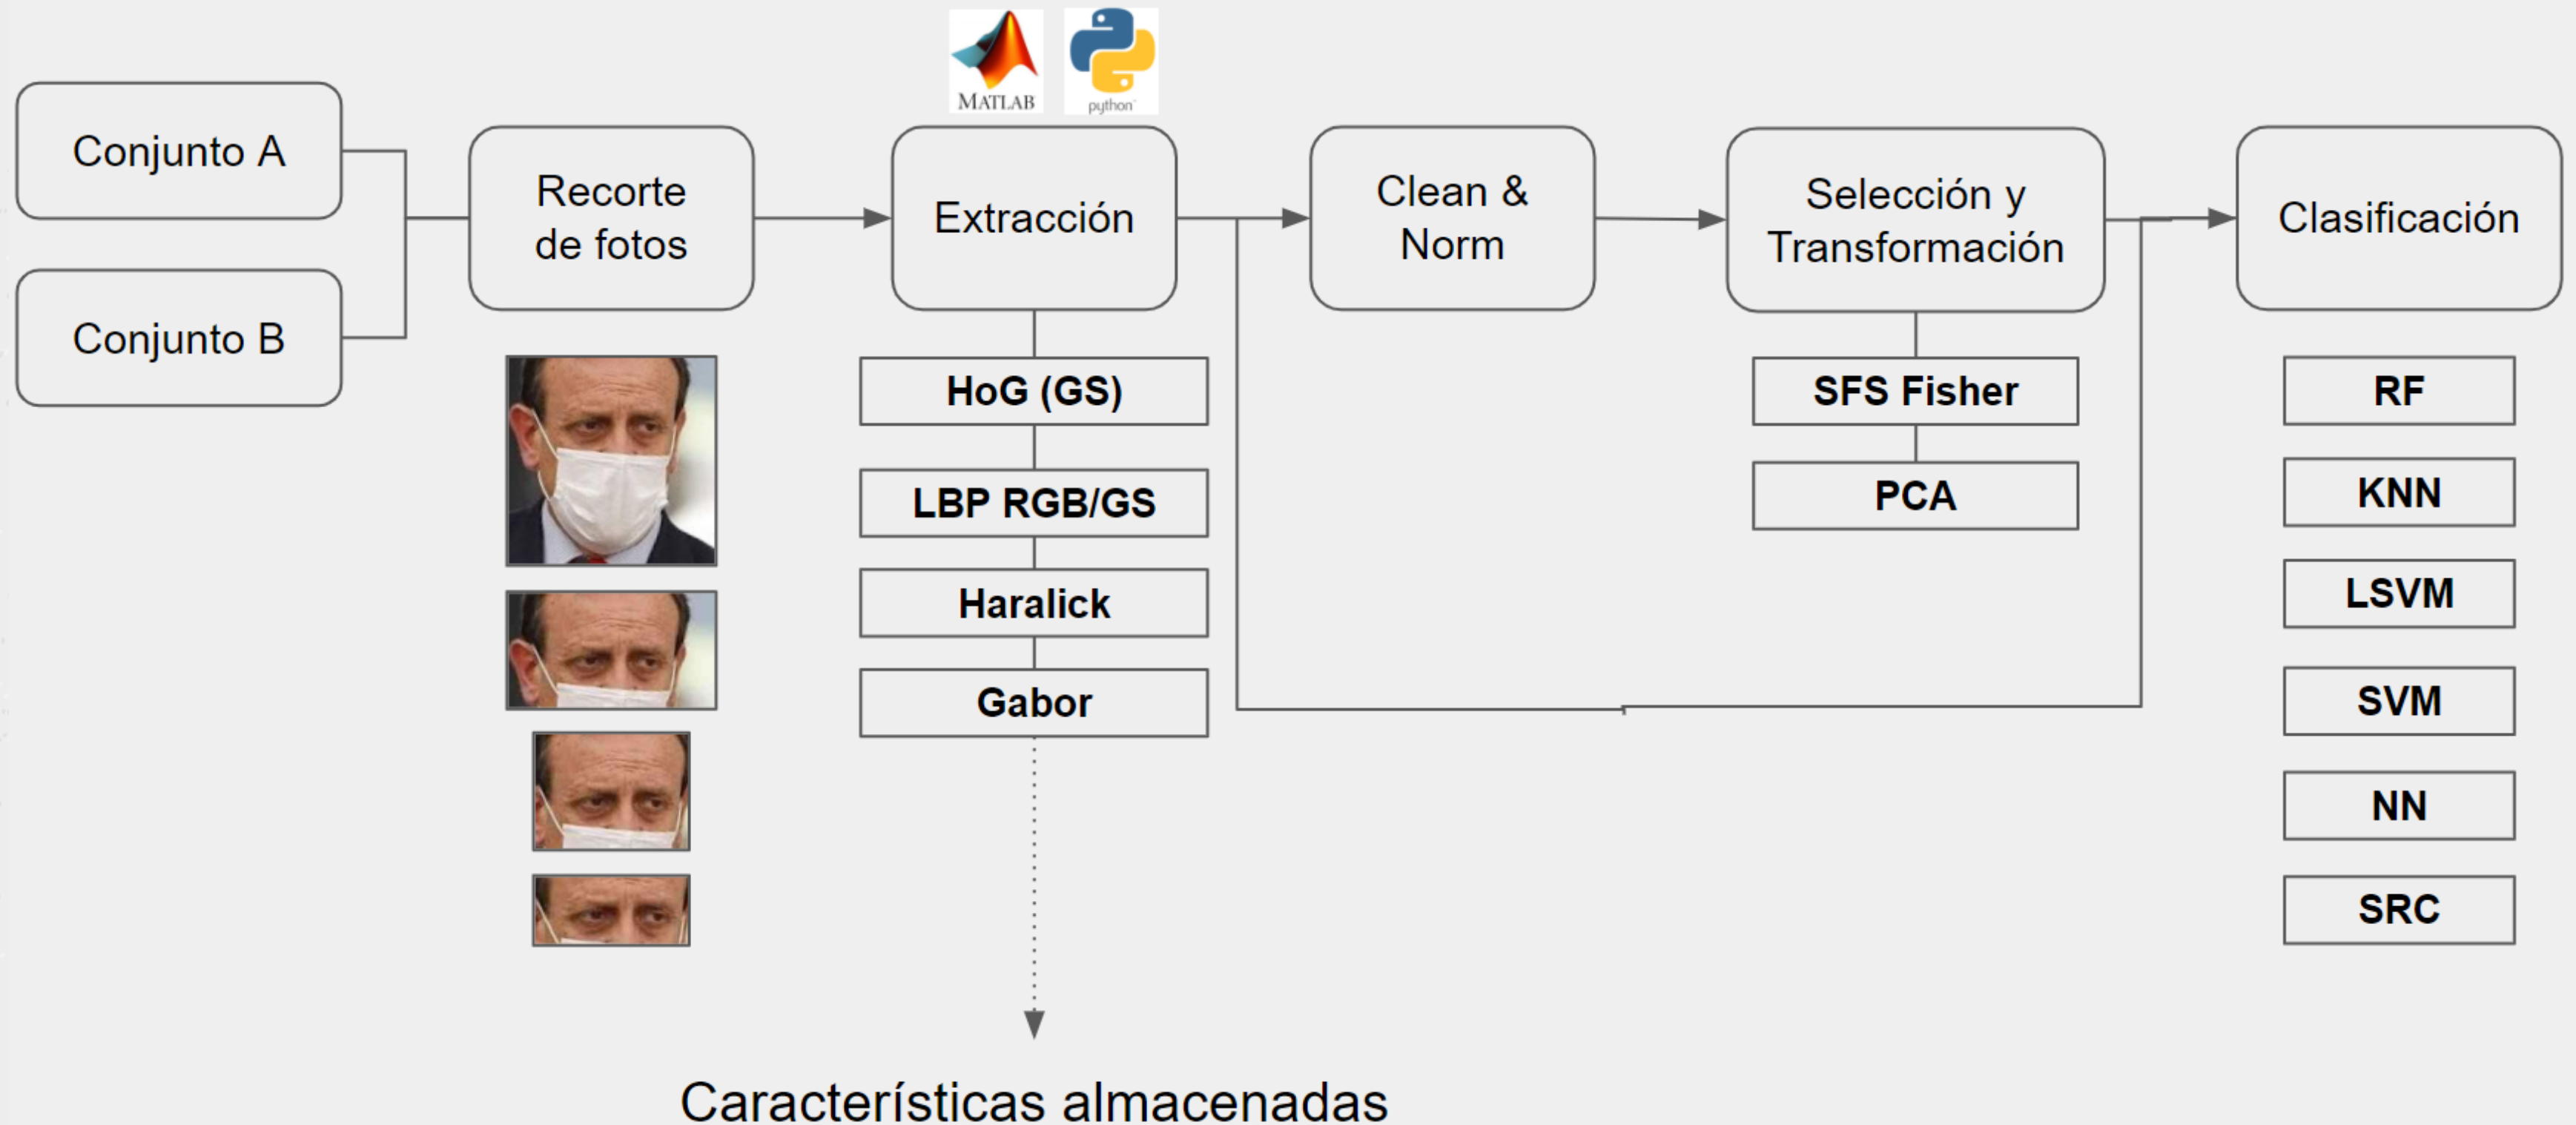 MATLAB
python
Conjunto A
Conjunto B
Recorte
de fotos
Extracción
Clean &
Norm
Selección y
Transformación
Clasificación
HoG (GS)
LBP RGB/GS
Haralick
Gabor
SFS Fisher
PCA
RF
KNN
LSVM
SVM
NN
SRC
Características almacenadas